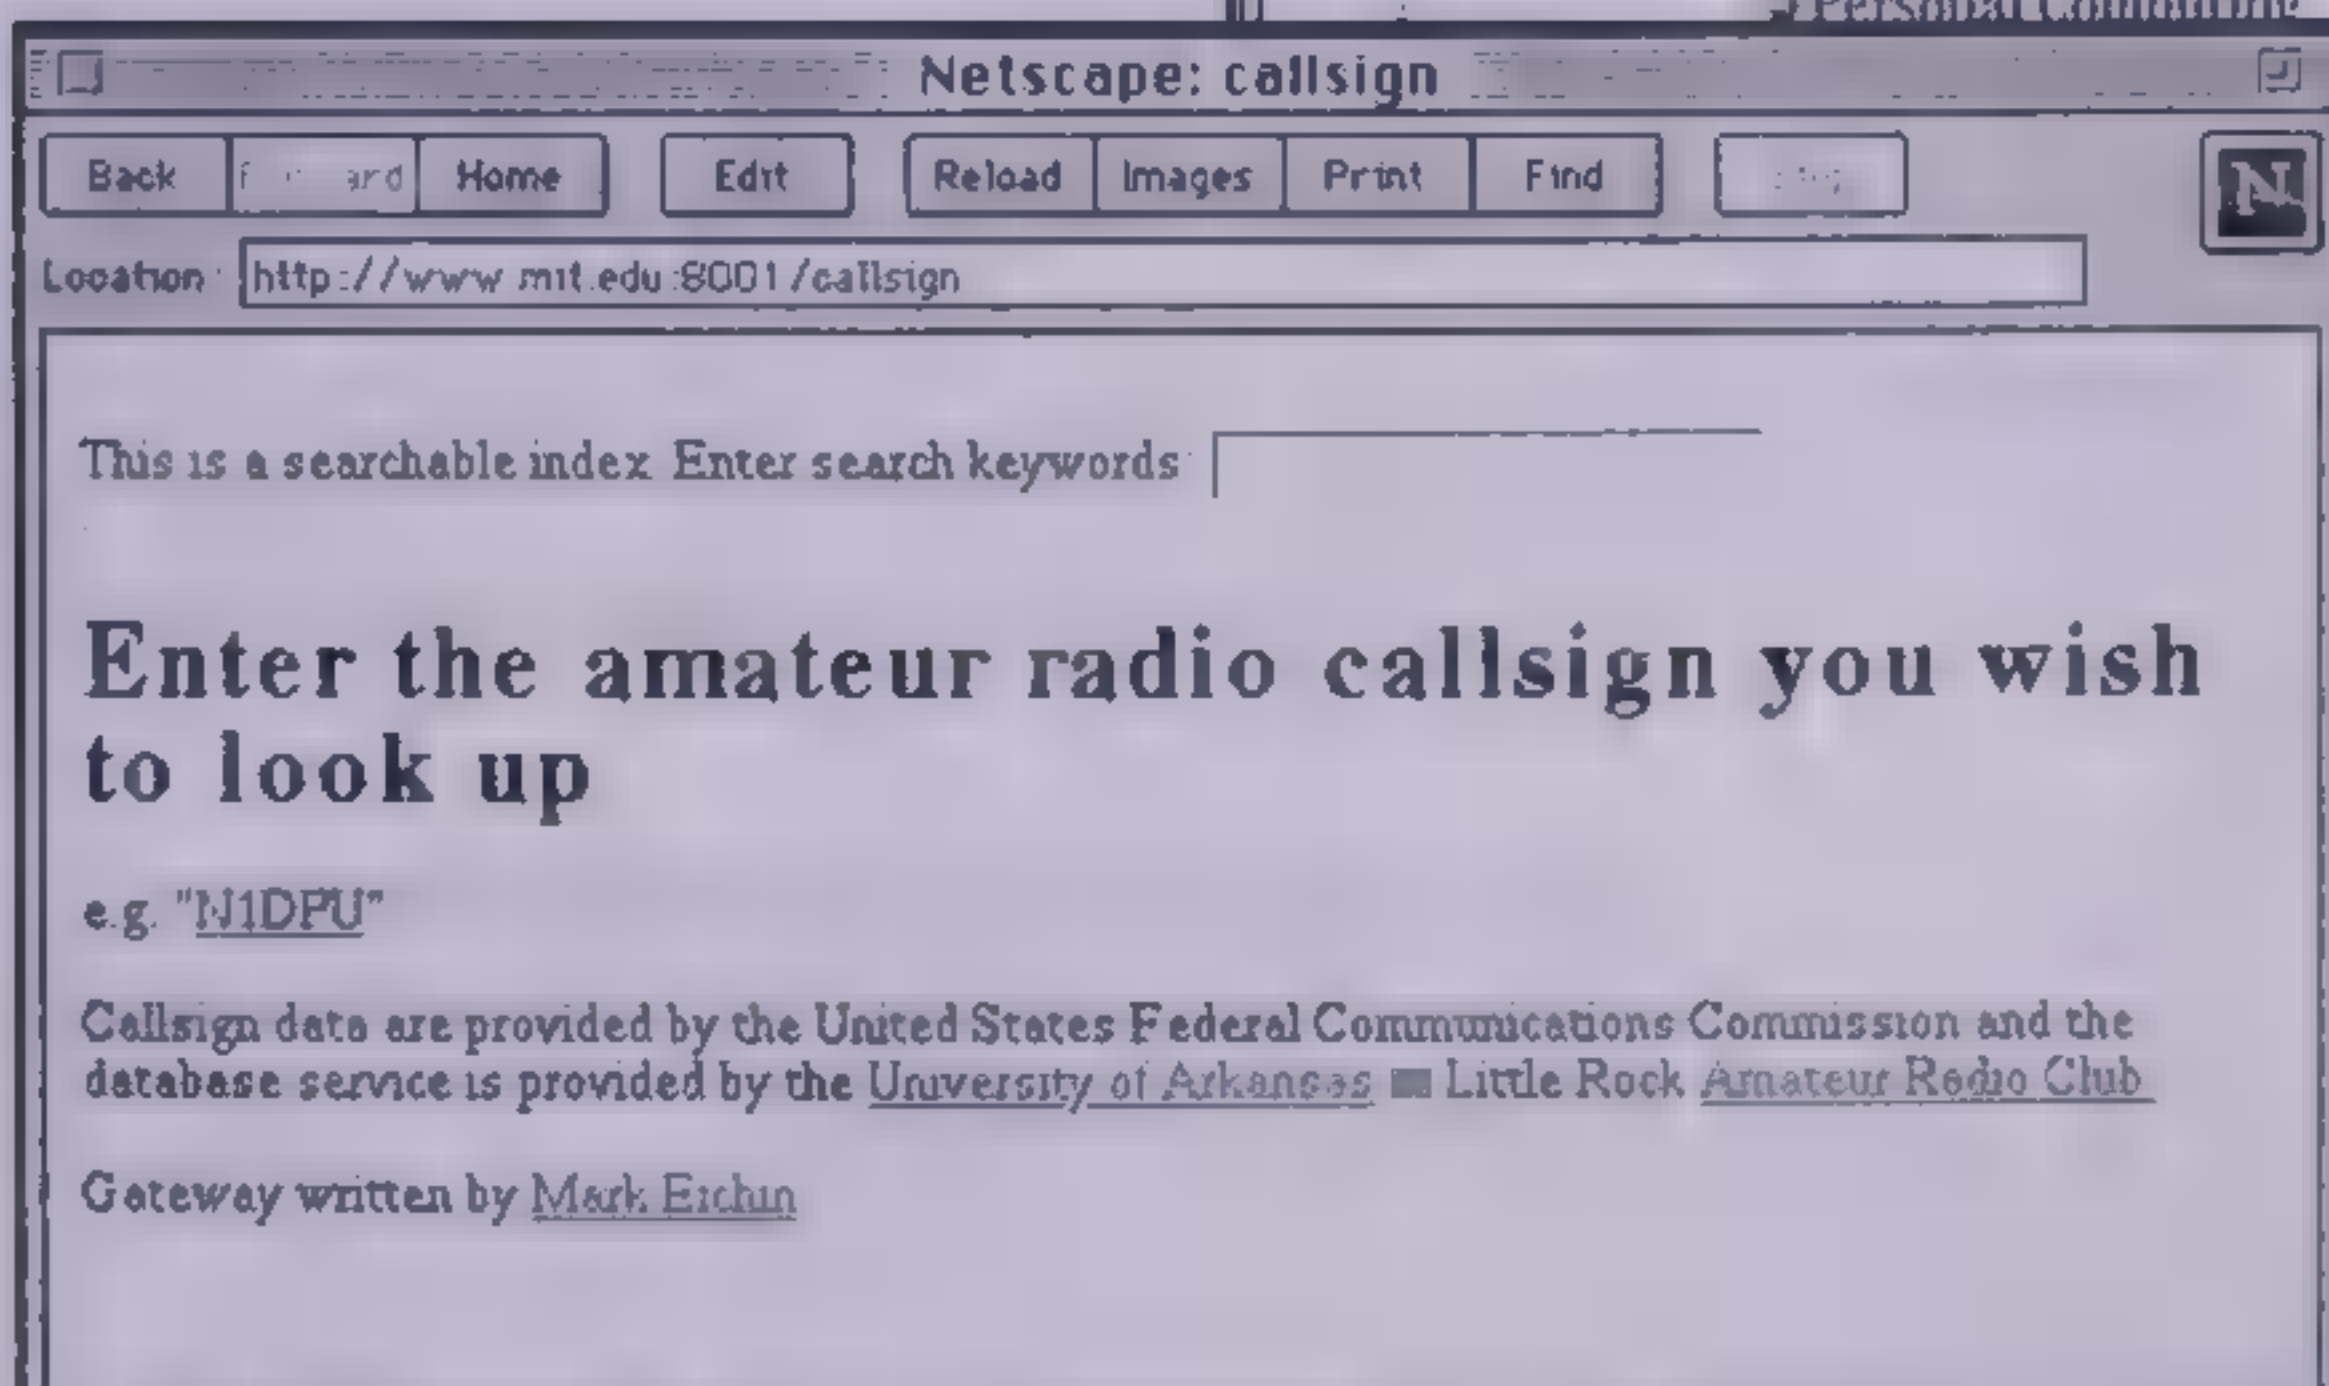 Netscape: callsign
Back Home Edit Reload Images Print Find
N
Location: http://www.mit.edu:8001/callsign
This is a searchable index. Enter search keywords:
Enter the amateur radio callsign you wish
to look up
e.g. "N1DPU"
Callsign data are provided by the United States Federal Communications Commission and the
database service is provided by the University of Arkansas Little Rock Amateur Radio Club
Gateway written by Mark Eichin